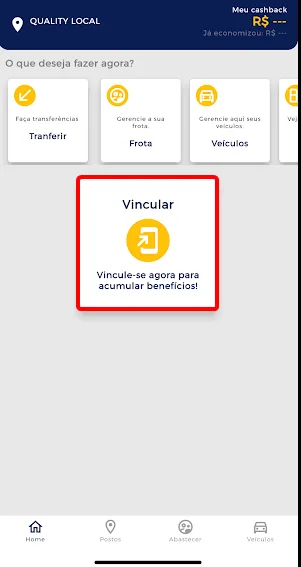 Meu cashback
QUALITY LOCAL
R$ ---
Já economizou: R$ ---
O que deseja fazer agora?
Faça transferências
Tranferir
Gerencie a sua
frota.
Frota
Gerencie aqui seus
veículos
Veículos
Vincular
Vincule-se agora para
acumular benefícios!
Home
Postos
Abastecer
Veículos